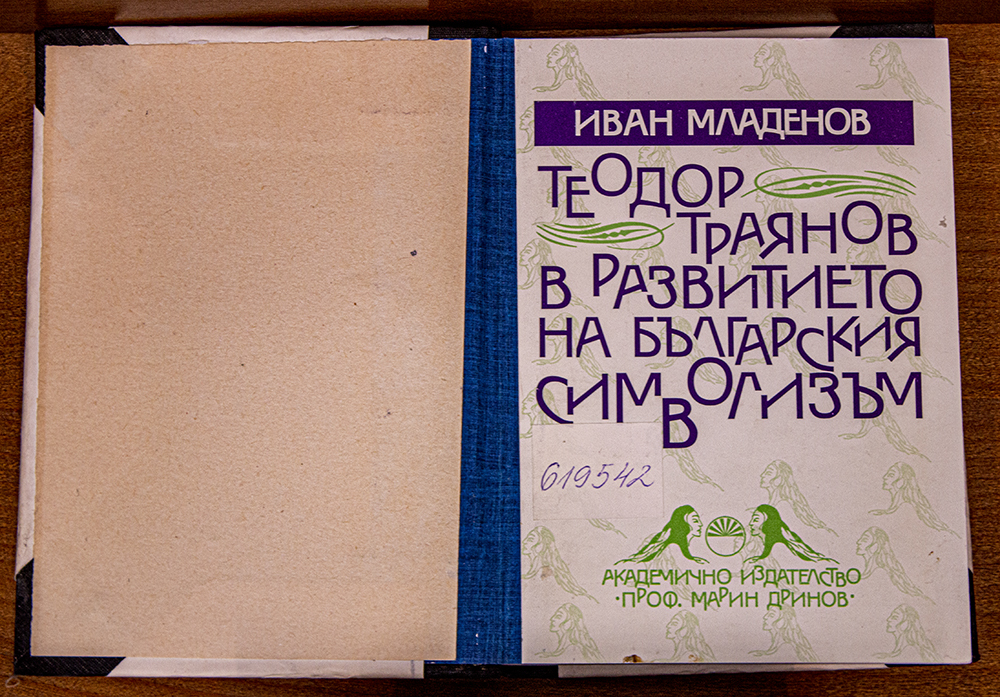 ИВАН МЛАДЕНОВ
ТЕОДОР
ТРАЯНОВ
В РАЗВИТИЕТО
НА БЪЛГАРСКИЯ
СИМВОЛИЗЪМ
619542
АКАДЕМИЧНО ИЗДАТЕЛСТВО
·ПРОФ. МАРИН ДРИНОВ·